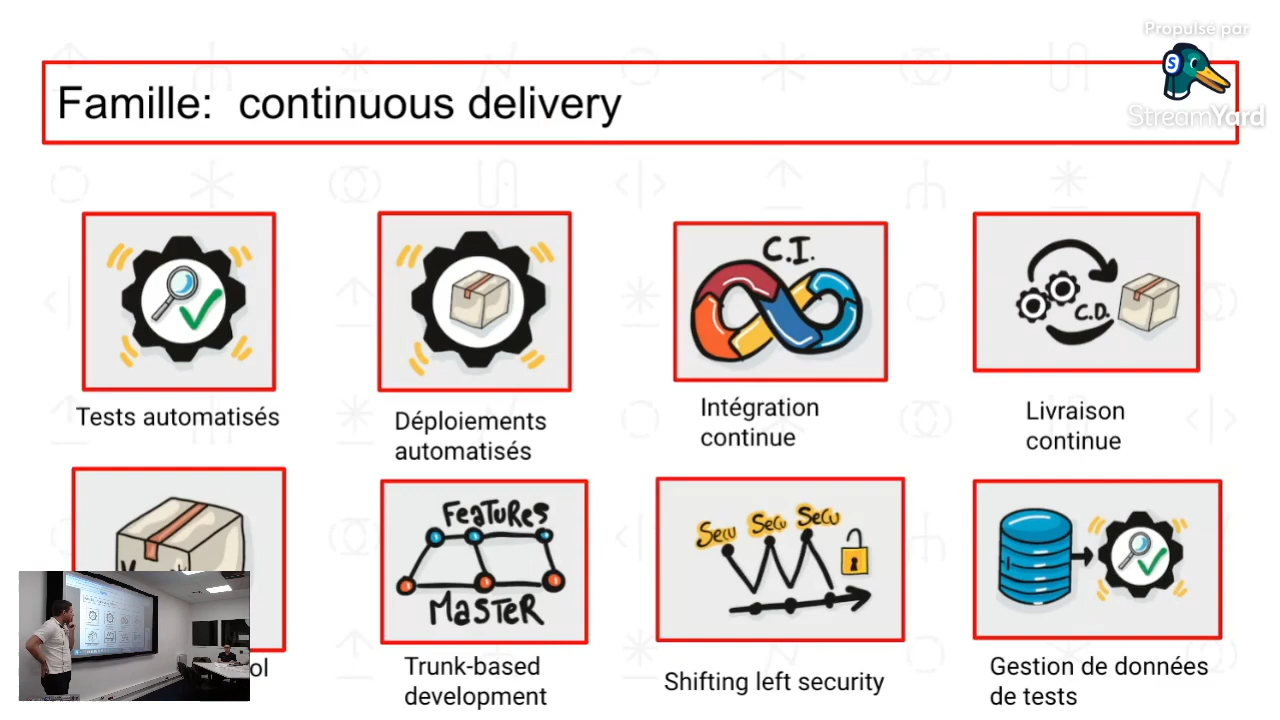 Propulsé par
StreamYard
Famille: continuous delivery
C.I.
C.D.
Tests automatisés
Déploiements
automatisés
Intégration
continue
Livraison
continue
FeaTuRes
MaSTeR
Secu Secu Secu
ol
Trunk-based
development
Shifting left security
Gestion de données
de tests